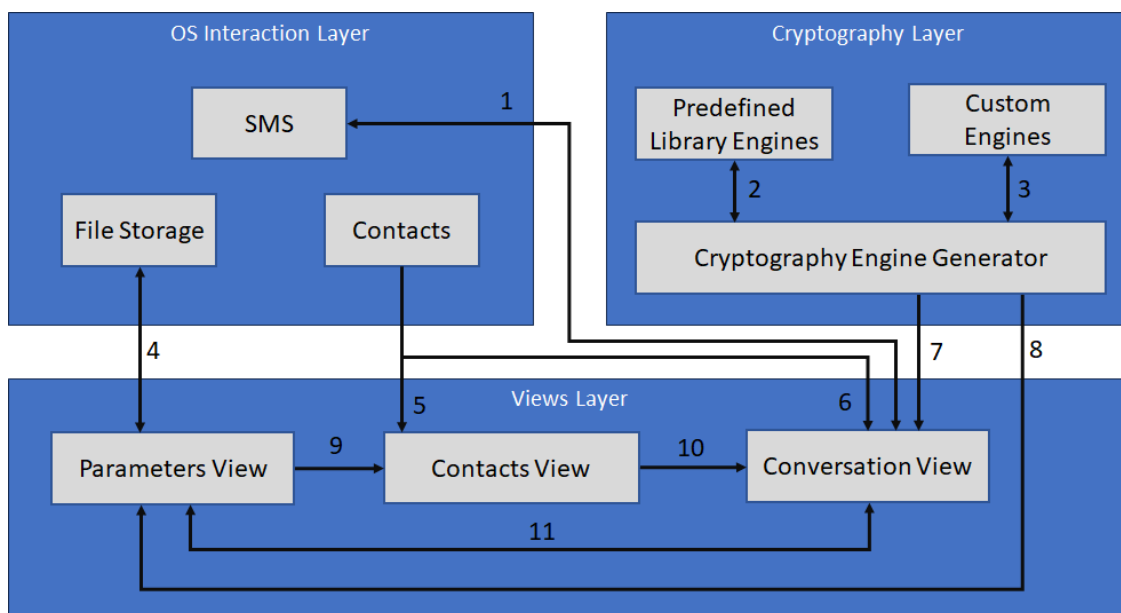 OS Interaction Layer
Cryptography Layer
1
SMS
Predefined
Library Engines
Custom
Engines
2
3
File Storage
Contacts
Cryptography Engine Generator
4
7
8
5
Views Layer
6
9
10
Parameters View
Contacts View
Conversation View
11